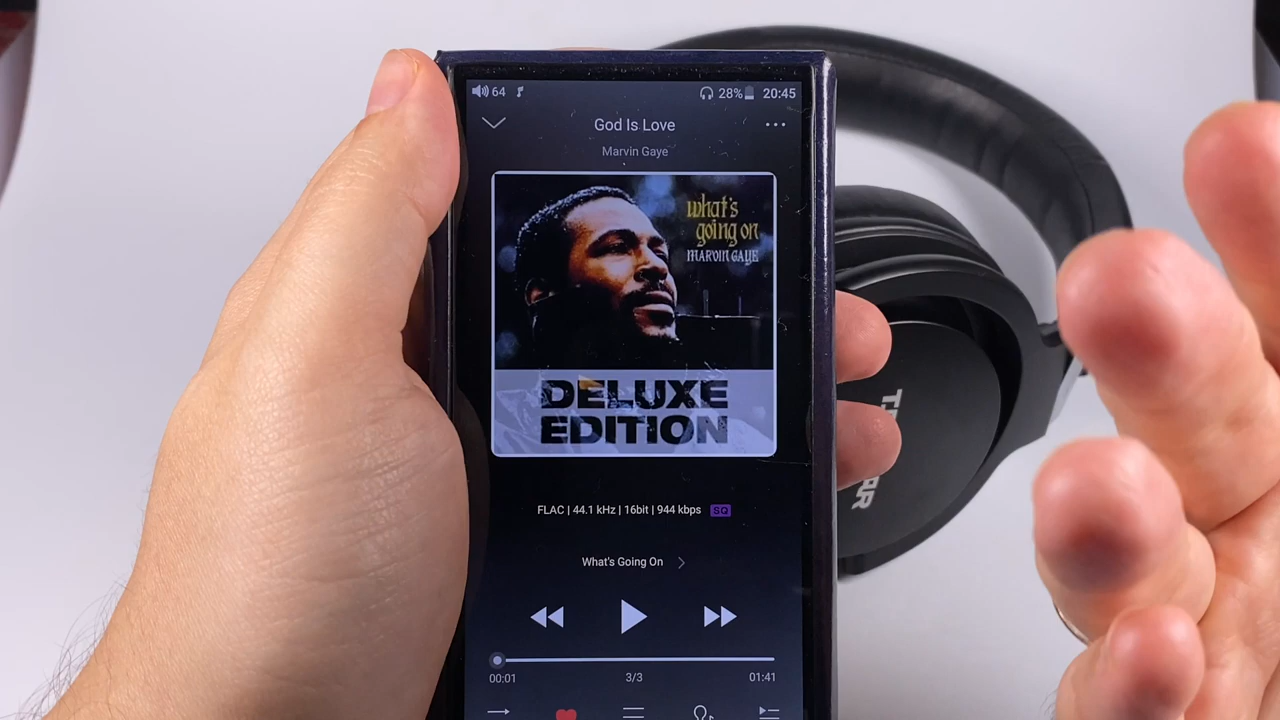 64 28% 20:45
God Is Love
Marvin Gaye
what's
going on
MARVIN GAYE
DELUXE
EDITION
FLAC | 44.1 kHz | 16bit | 944 kbps SQ
What's Going On
00:01 3/3 01:41